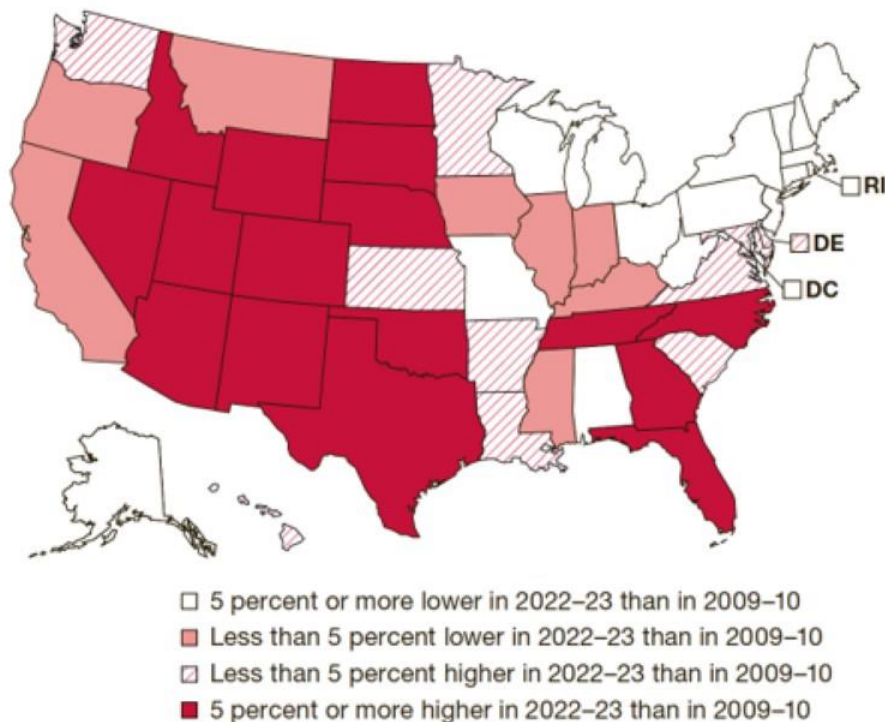 RI
DE
DC
5 percent or more lower in 2022–23 than in 2009–10
Less than 5 percent lower in 2022–23 than in 2009–10
Less than 5 percent higher in 2022–23 than in 2009–10
5 percent or more higher in 2022–23 than in 2009–10